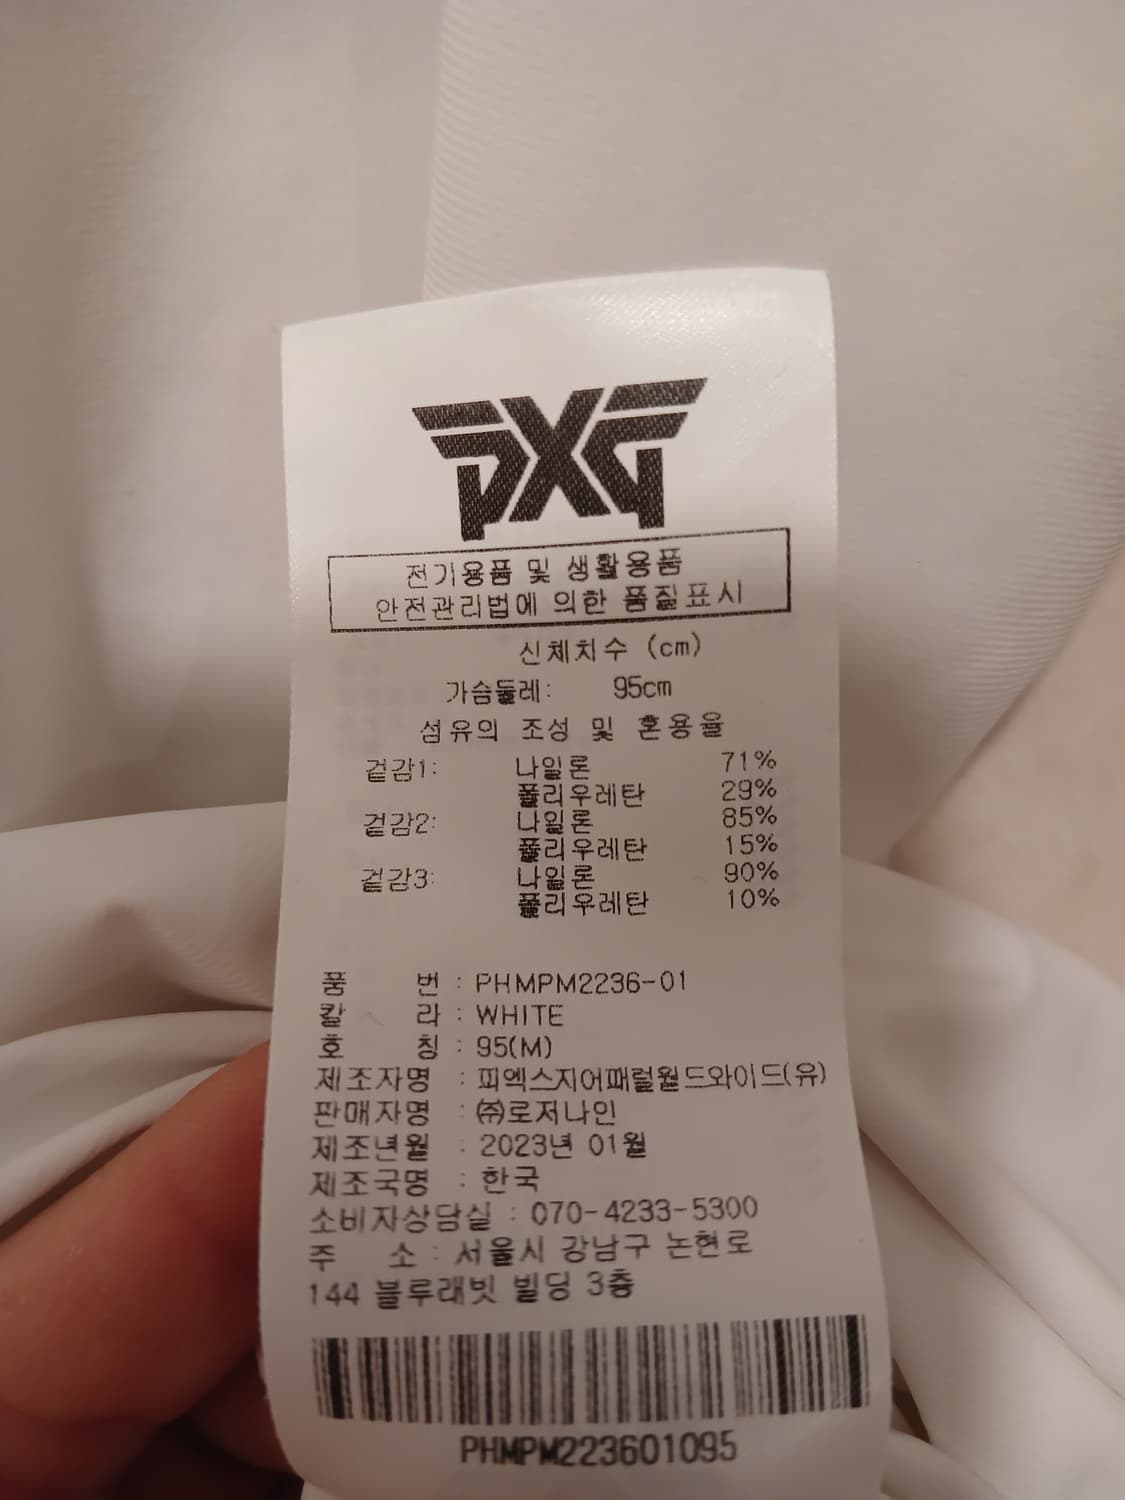 PXG
전기용품 및 생활용품
안전관리법에 의한 품질표시
신체치수 (cm)
가슴둘레: 95cm
섬유의 조성 및 혼용율
겉감1: 나일론 71%
폴리우레탄 29%
겉감2: 나일론 85%
폴리우레탄 15%
겉감3: 나일론 90%
폴리우레탄 10%
품 번 : PHMPM2236-01
칼 라 : WHITE
호 칭 : 95(M)
제조자명 : 피엑스지어패럴월드와이드(유)
판매자명 : ㈜로저나인
제조년월 : 2023년 01월
제조국명 : 한국
소비자상담실 : 070-4233-5300
주 소 : 서울시 강남구 논현로
144 블루래빗 빌딩 3층
PHMPM223601095